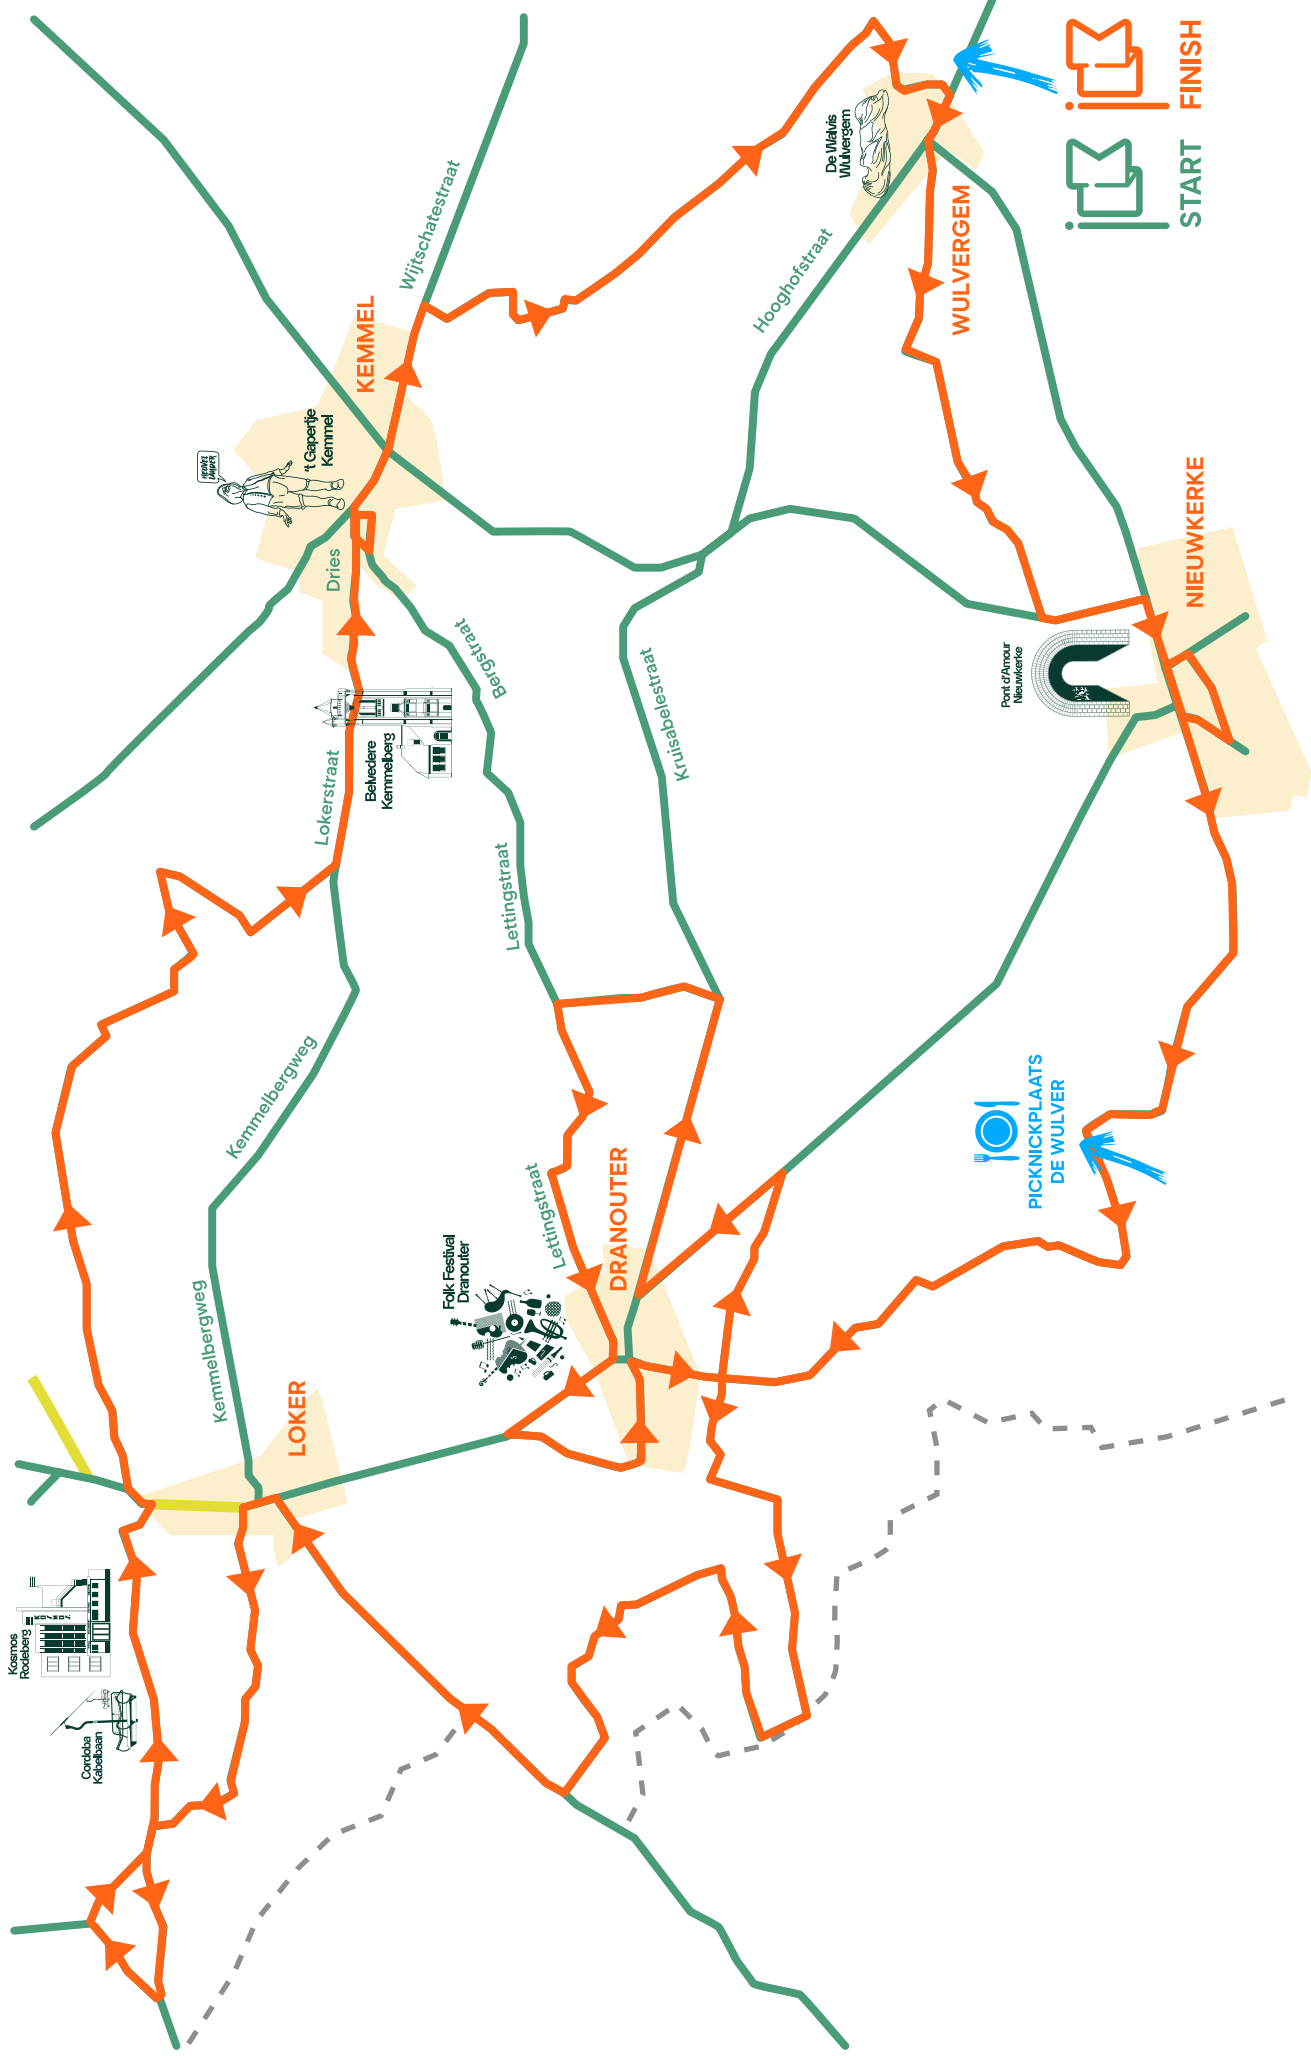 Kosmos
Rodeberg
Cordoba
Kabelbaan
Kemmelbergweg
Kemmelbergweg
LOKER
't Gapertje
Kemmel
Dries
Lokerstraat
KEMMEL
Belvedere
Kemmelberg
Wijtschatestraat
Bergstraat
Folk Festival
Dranouter
Lettingstraat
Lettingstraat
DRANOUTER
Kruisabelestraat
Hooghofstraat
De Walvis
Wulvergem
WULVERGEM
Pont d'Amour
Nieuwkerke
PICKNICKPLAATS
DE WULVER
NIEUWKERKE
START
FINISH